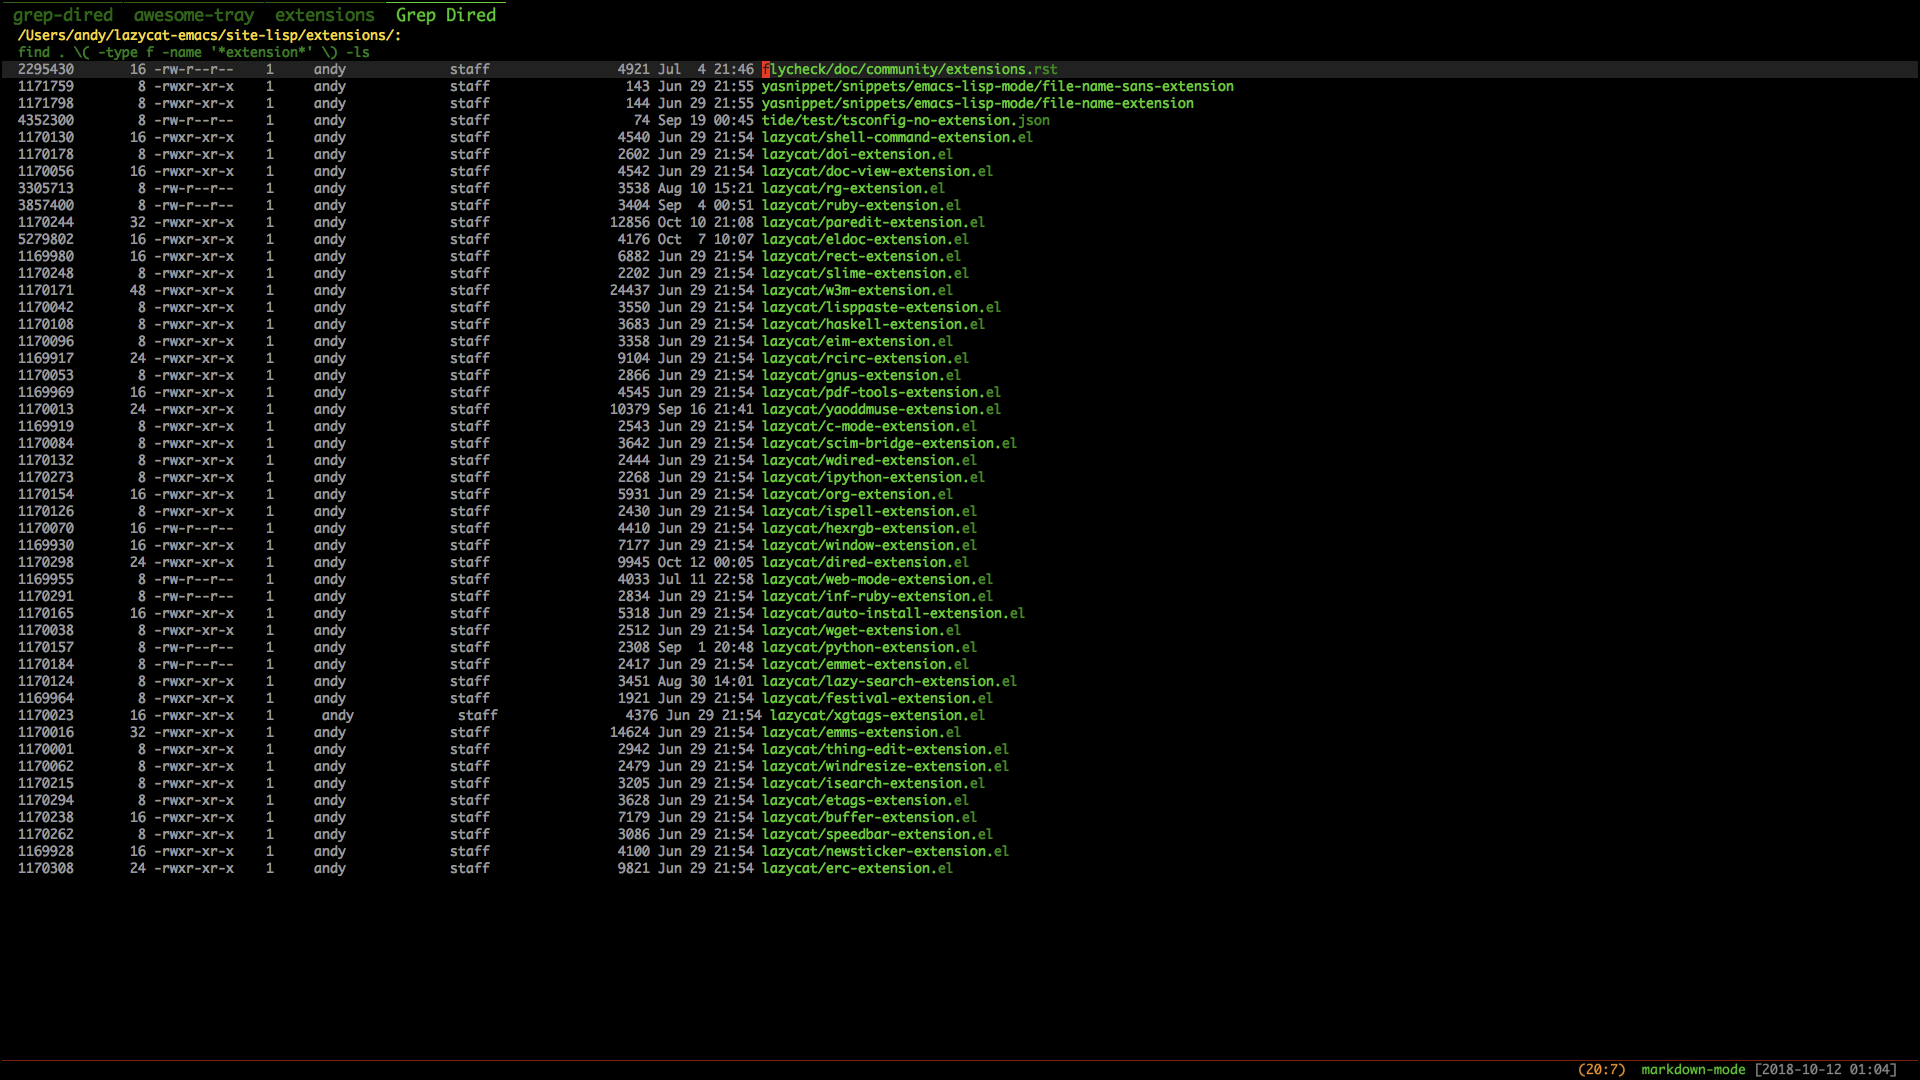 grep-dired awesome-tray extensions Grep Dired
/Users/andy/lazycat-emacs/site-lisp/extensions/:
find . \( -type f -name '*extension*' \) -ls
2295430 16 -rw-r--r-- 1 andy staff 4921 Jul 4 21:46 flycheck/doc/community/extensions.rst
1171759 8 -rwxr-xr-x 1 andy staff 143 Jun 29 21:55 yasnippet/snippets/emacs-lisp-mode/file-name-sans-extension
1171798 8 -rwxr-xr-x 1 andy staff 144 Jun 29 21:55 yasnippet/snippets/emacs-lisp-mode/file-name-extension
4352300 8 -rw-r--r-- 1 andy staff 74 Sep 19 00:45 tide/test/tsconfig-no-extension.json
1170130 16 -rwxr-xr-x 1 andy staff 4540 Jun 29 21:54 lazycat/shell-command-extension.el
1170178 8 -rwxr-xr-x 1 andy staff 2602 Jun 29 21:54 lazycat/doi-extension.el
1170056 16 -rwxr-xr-x 1 andy staff 4542 Jun 29 21:54 lazycat/doc-view-extension.el
3305713 8 -rw-r--r-- 1 andy staff 3538 Aug 10 15:21 lazycat/rg-extension.el
3857400 8 -rw-r--r-- 1 andy staff 3404 Sep 4 00:51 lazycat/ruby-extension.el
1170244 32 -rwxr-xr-x 1 andy staff 12856 Oct 10 21:08 lazycat/paredit-extension.el
5279802 16 -rwxr-xr-x 1 andy staff 4176 Oct 7 10:07 lazycat/eldoc-extension.el
1169980 16 -rwxr-xr-x 1 andy staff 6882 Jun 29 21:54 lazycat/rect-extension.el
1170248 8 -rwxr-xr-x 1 andy staff 2202 Jun 29 21:54 lazycat/slime-extension.el
1170171 48 -rwxr-xr-x 1 andy staff 24437 Jun 29 21:54 lazycat/w3m-extension.el
1170042 8 -rwxr-xr-x 1 andy staff 3550 Jun 29 21:54 lazycat/lisppaste-extension.el
1170108 8 -rwxr-xr-x 1 andy staff 3683 Jun 29 21:54 lazycat/haskell-extension.el
1170096 8 -rwxr-xr-x 1 andy staff 3358 Jun 29 21:54 lazycat/eim-extension.el
1169917 24 -rwxr-xr-x 1 andy staff 9104 Jun 29 21:54 lazycat/rcirc-extension.el
1170053 8 -rwxr-xr-x 1 andy staff 2866 Jun 29 21:54 lazycat/gnus-extension.el
1169969 16 -rwxr-xr-x 1 andy staff 4545 Jun 29 21:54 lazycat/pdf-tools-extension.el
1170013 24 -rwxr-xr-x 1 andy staff 10379 Sep 16 21:41 lazycat/yaoddmuse-extension.el
1169919 8 -rwxr-xr-x 1 andy staff 2543 Jun 29 21:54 lazycat/c-mode-extension.el
1170084 8 -rwxr-xr-x 1 andy staff 3642 Jun 29 21:54 lazycat/scim-bridge-extension.el
1170132 8 -rwxr-xr-x 1 andy staff 2444 Jun 29 21:54 lazycat/wdired-extension.el
1170273 8 -rwxr-xr-x 1 andy staff 2268 Jun 29 21:54 lazycat/ipython-extension.el
1170154 16 -rwxr-xr-x 1 andy staff 5931 Jun 29 21:54 lazycat/org-extension.el
1170126 8 -rwxr-xr-x 1 andy staff 2430 Jun 29 21:54 lazycat/ispell-extension.el
1170070 16 -rw-r--r-- 1 andy staff 4410 Jun 29 21:54 lazycat/hexrgb-extension.el
1169930 16 -rwxr-xr-x 1 andy staff 7177 Jun 29 21:54 lazycat/window-extension.el
1170298 24 -rwxr-xr-x 1 andy staff 9945 Oct 12 00:05 lazycat/dired-extension.el
1169955 8 -rw-r--r-- 1 andy staff 4033 Jul 11 22:58 lazycat/web-mode-extension.el
1170291 8 -rw-r--r-- 1 andy staff 2834 Jun 29 21:54 lazycat/inf-ruby-extension.el
1170165 16 -rwxr-xr-x 1 andy staff 5318 Jun 29 21:54 lazycat/auto-install-extension.el
1170038 8 -rwxr-xr-x 1 andy staff 2512 Jun 29 21:54 lazycat/wget-extension.el
1170157 8 -rw-r--r-- 1 andy staff 2308 Sep 1 20:48 lazycat/python-extension.el
1170184 8 -rw-r--r-- 1 andy staff 2417 Jun 29 21:54 lazycat/emmet-extension.el
1170124 8 -rwxr-xr-x 1 andy staff 3451 Aug 30 14:01 lazycat/lazy-search-extension.el
1169964 8 -rwxr-xr-x 1 andy staff 1921 Jun 29 21:54 lazycat/festival-extension.el
1170023 16 -rwxr-xr-x 1 andy staff 4376 Jun 29 21:54 lazycat/xgtags-extension.el
1170016 32 -rwxr-xr-x 1 andy staff 14624 Jun 29 21:54 lazycat/emms-extension.el
1170001 8 -rwxr-xr-x 1 andy staff 2942 Jun 29 21:54 lazycat/thing-edit-extension.el
1170062 8 -rwxr-xr-x 1 andy staff 2479 Jun 29 21:54 lazycat/windresize-extension.el
1170215 8 -rwxr-xr-x 1 andy staff 3205 Jun 29 21:54 lazycat/isearch-extension.el
1170294 8 -rwxr-xr-x 1 andy staff 3628 Jun 29 21:54 lazycat/etags-extension.el
1170238 16 -rwxr-xr-x 1 andy staff 7179 Jun 29 21:54 lazycat/buffer-extension.el
1170262 8 -rwxr-xr-x 1 andy staff 3086 Jun 29 21:54 lazycat/speedbar-extension.el
1169928 16 -rwxr-xr-x 1 andy staff 4100 Jun 29 21:54 lazycat/newsticker-extension.el
1170308 24 -rwxr-xr-x 1 andy staff 9821 Jun 29 21:54 lazycat/erc-extension.el
(20:7) markdown-mode [2018-10-12 01:04]